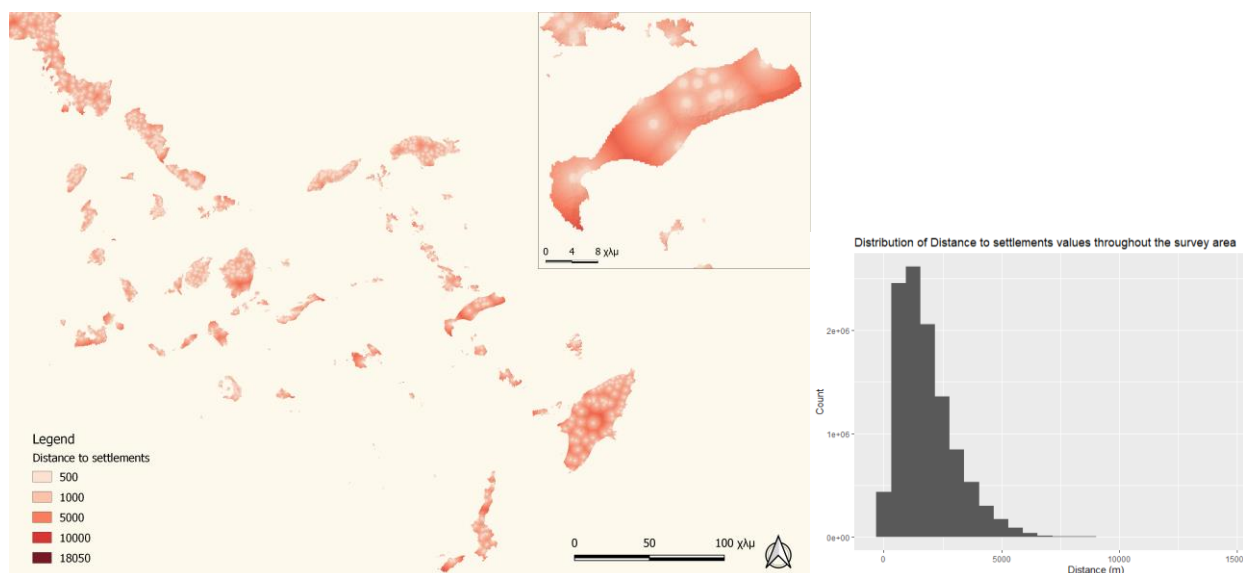 0 4 8 χλμ
Legend
Distance to settlements
500
1000
5000
10000
18050
0 50 100 χλμ
Distribution of Distance to settlements values throughout the survey area
Count
2e+06
1e+06
0e+00
0 5000 10000 1500
Distance (m)